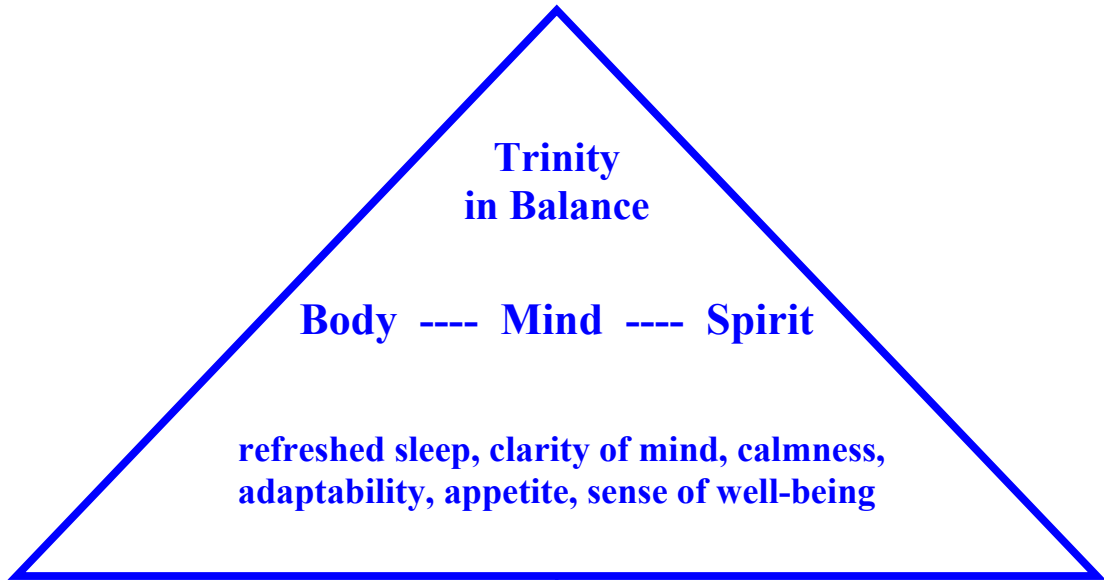 Trinity
in Balance
Body ---- Mind ---- Spirit
refreshed sleep, clarity of mind, calmness,
adaptability, appetite, sense of well-being